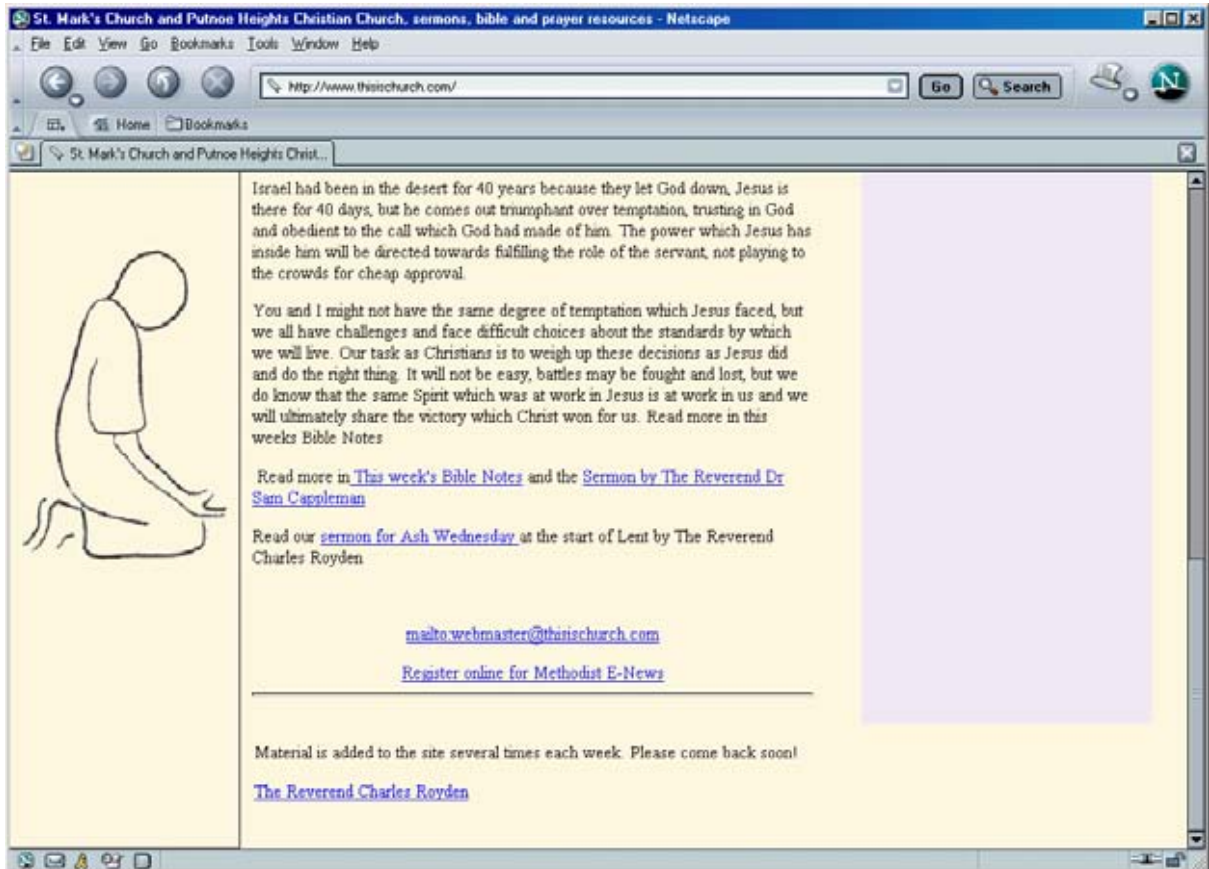 St. Mark's Church and Putnoe Heights Christian Church, sermons, bible and prayer resources - Netscape
File Edit View Go Bookmarks Tools Window Help
http://www.thisischurch.com/
Go
Search
N
Home
Bookmarks
St. Mark's Church and Putnoe Heights Christ...
Israel had been in the desert for 40 years because they let God down, Jesus is
there for 40 days, but he comes out triumphant over temptation, trusting in God
and obedient to the call which God had made of him. The power which Jesus has
inside him will be directed towards fulfilling the role of the servant, not playing to
the crowds for cheap approval.
You and I might not have the same degree of temptation which Jesus faced, but
we all have challenges and face difficult choices about the standards by which
we will live. Our task as Christians is to weigh up these decisions as Jesus did
and do the right thing. It will not be easy, battles may be fought and lost, but we
do know that the same Spirit which was at work in Jesus is at work in us and we
will ultimately share the victory which Christ won for us. Read more in this
weeks Bible Notes
Read more in This week's Bible Notes and the Sermon by The Reverend Dr
Sam Cappleman
Read our sermon for Ash Wednesday at the start of Lent by The Reverend
Charles Royden
mailto:webmaster@thisischurch.com
Register online for Methodist E-News
Material is added to the site several times each week. Please come back soon!
The Reverend Charles Royden